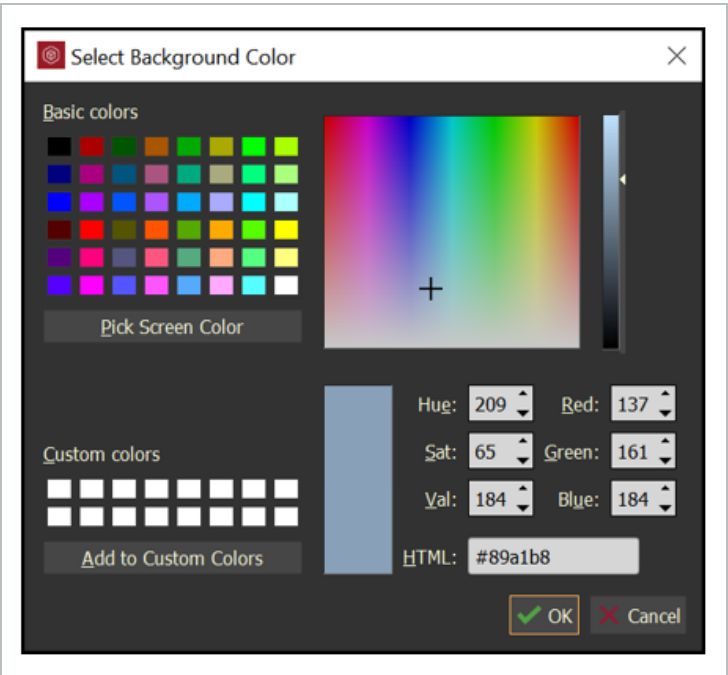 Select Background Color
Basic colors
Pick Screen Color
Hue: 209 Red: 137
Custom colors
Sat: 65 Green: 161
Val: 184 Blue: 184
Add to Custom Colors
HTML: #89a1b8
OK Cancel